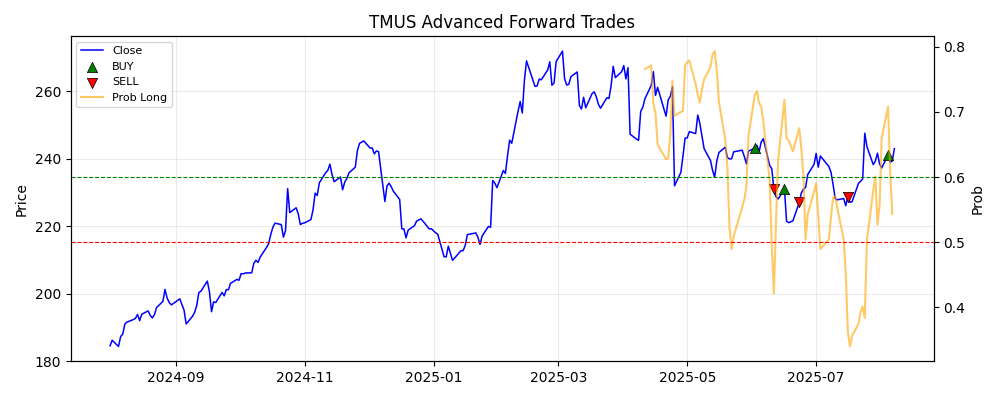 TMUS Advanced Forward Trades
Close
BUY
SELL
Prob Long
Price
260
240
220
200
180
0.8
0.7
0.6
0.5
0.4
Prob
2024-09
2024-11
2025-01
2025-03
2025-05
2025-07